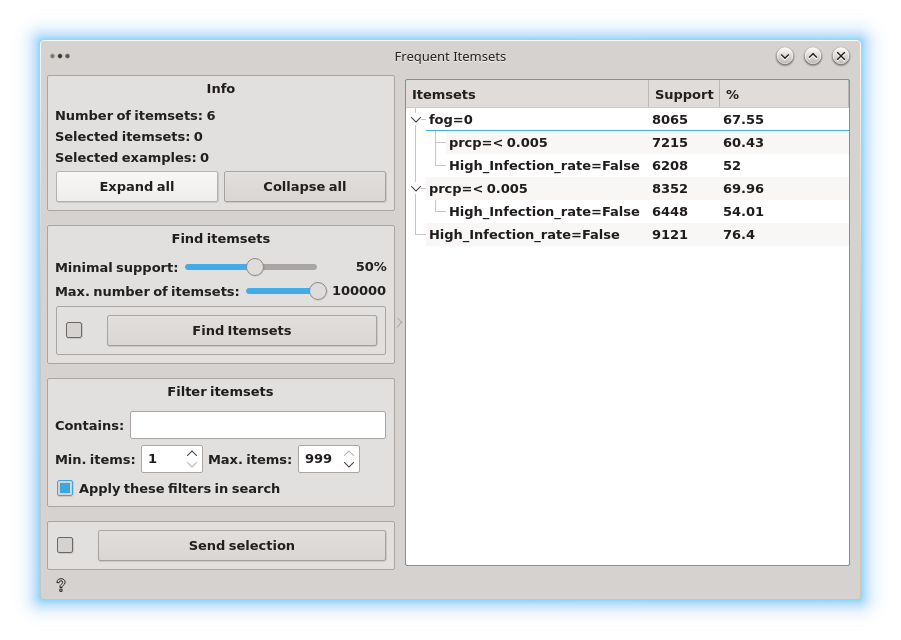 Frequent Itemsets
Info
Number of itemsets: 6
Selected itemsets: 0
Selected examples: 0
Expand all
Collapse all
Find itemsets
Minimal support: 50%
Max. number of itemsets: 100000
Find Itemsets
Filter itemsets
Contains:
Min. items: 1 Max. items: 999
Apply these filters in search
Send selection
?
Itemsets Support %
fog=0 8065 67.55
prcp=< 0.005 7215 60.43
High_Infection_rate=False 6208 52
prcp=< 0.005 8352 69.96
High_Infection_rate=False 6448 54.01
High_Infection_rate=False 9121 76.4